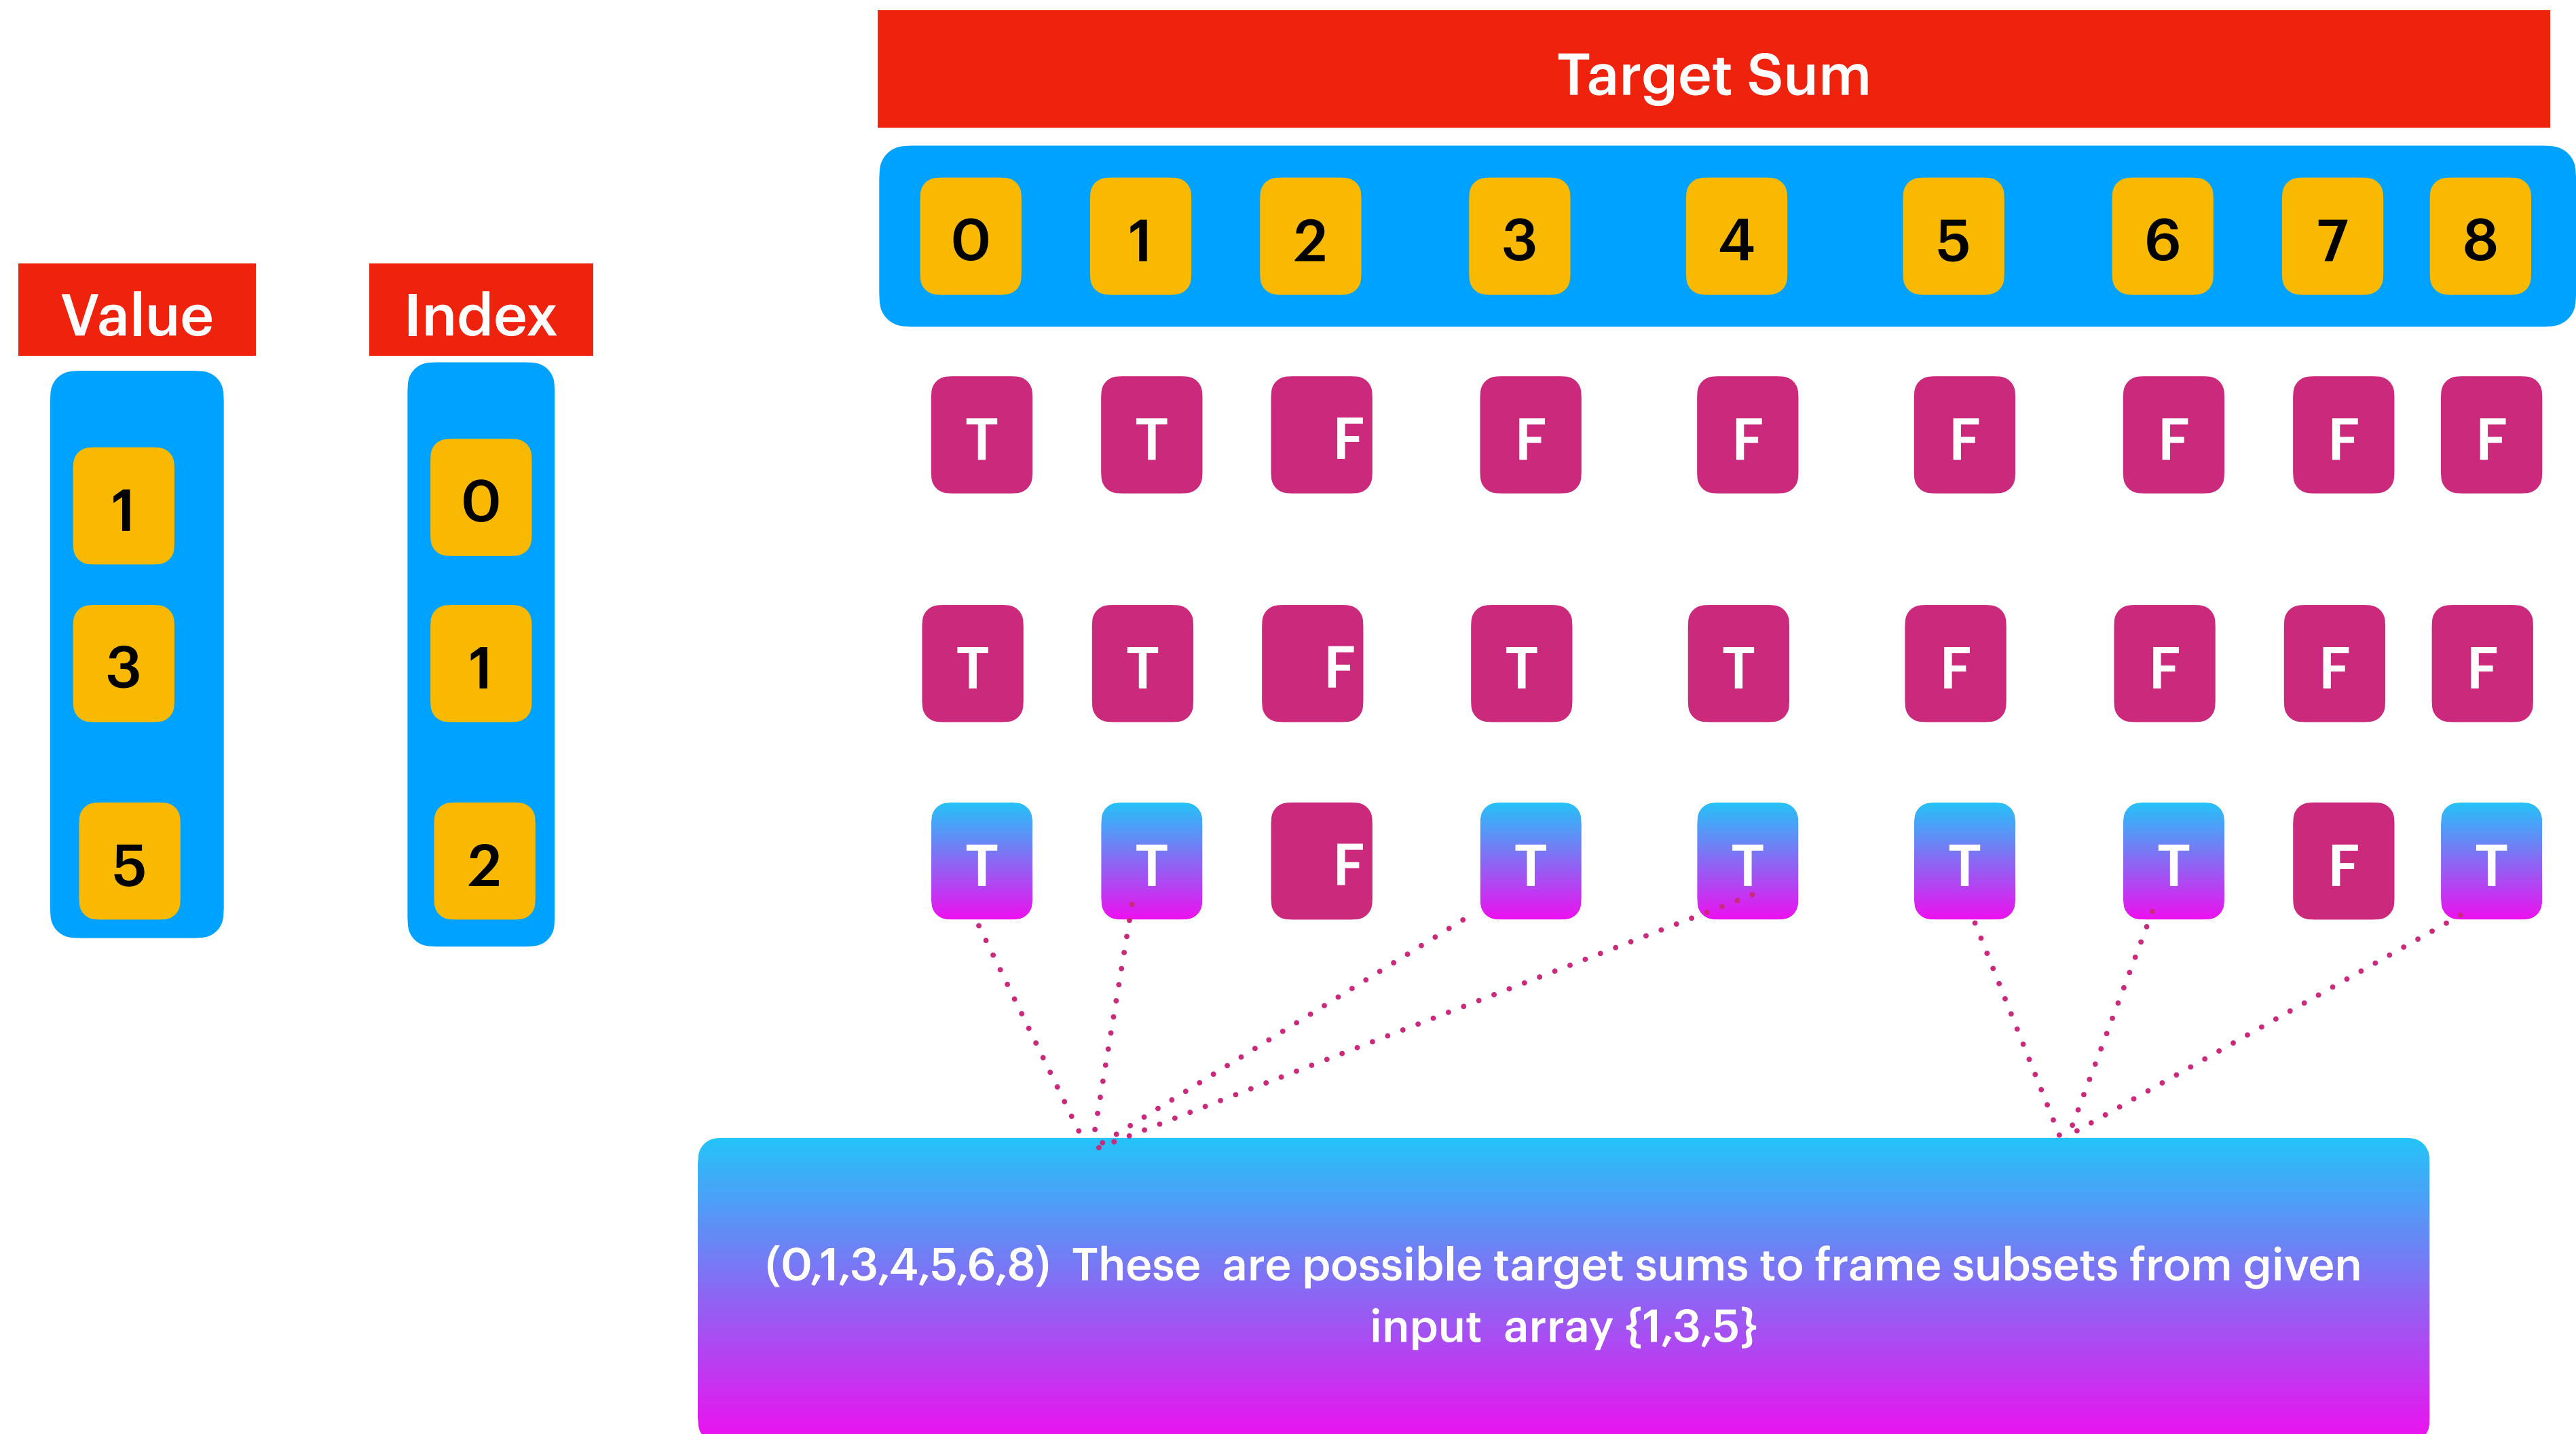 Target Sum
0 1 2 3 4 5 6 7 8
Value Index
T T F F F F F F F
1 0
3 1 T T F T T F F F F
5 2 T T F T T T T F T
(0,1,3,4,5,6,8) These are possible target sums to frame subsets from given
input array {1,3,5}